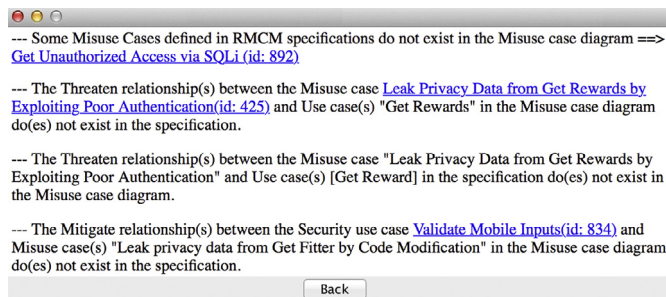 --- Some Misuse Cases defined in RMCM specifications do not exist in the Misuse case diagram ==>
Get Unauthorized Access via SQLi (id: 892)
--- The Threaten relationship(s) between the Misuse case Leak Privacy Data from Get Rewards by
Exploiting Poor Authentication(id: 425) and Use case(s) "Get Rewards" in the Misuse case diagram
do(es) not exist in the specification.
--- The Threaten relationship(s) between the Misuse case "Leak Privacy Data from Get Rewards by
Exploiting Poor Authentication" and Use case(s) [Get Reward] in the specification do(es) not exist in
the Misuse case diagram.
--- The Mitigate relationship(s) between the Security use case Validate Mobile Inputs(id: 834) and
Misuse case(s) "Leak privacy data from Get Fitter by Code Modification" in the Misuse case diagram
do(es) not exist in the specification.
Back